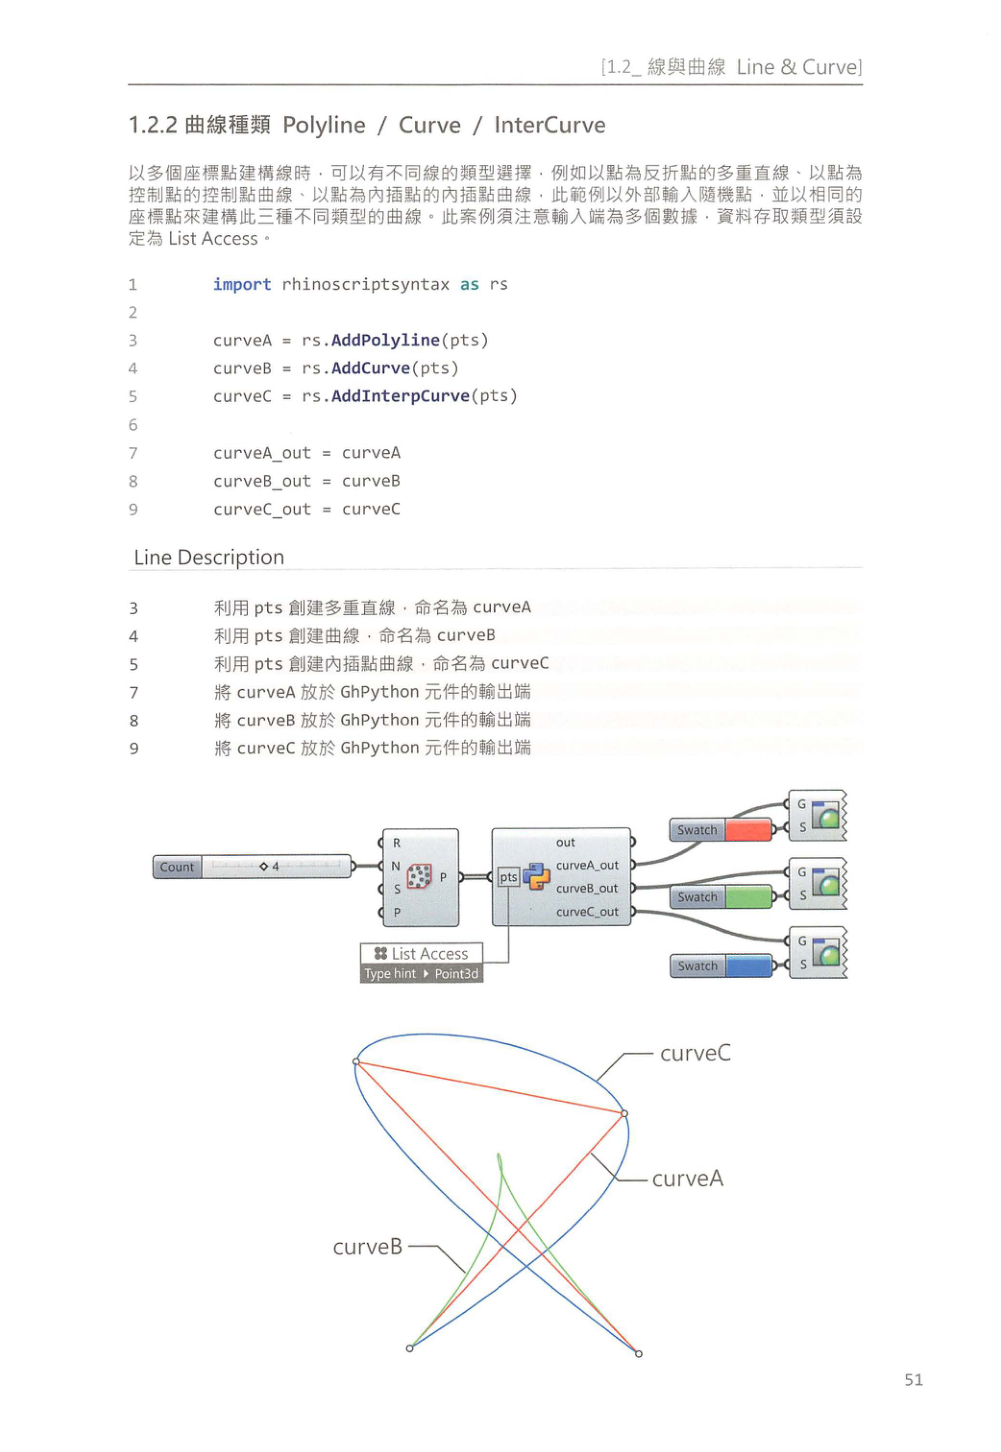 [1.2_ 線與曲線 Line & Curve]
1.2.2 曲線種類 Polyline / Curve / InterCurve
以多個座標點建構線時，可以有不同線的類型選擇，例如以點為反折點的多重直線、以點為
控制點的控制點曲線、以點為內插點的內插點曲線，此範例以外部輸入隨機點，並以相同的
座標點來建構此三種不同類型的曲線。此案例須注意輸入端為多個數據，資料存取類型須設
定為 List Access。
1 import rhinoscriptsyntax as rs
2
3 curveA = rs.AddPolyline(pts)
4 curveB = rs.AddCurve(pts)
5 curveC = rs.AddInterpCurve(pts)
6
7 curveA_out = curveA
8 curveB_out = curveB
9 curveC_out = curveC
Line Description
3 利用 pts 創建多重直線，命名為 curveA
4 利用 pts 創建曲線，命名為 curveB
5 利用 pts 創建內插點曲線，命名為 curveC
7 將 curveA 放於 GhPython 元件的輸出端
8 將 curveB 放於 GhPython 元件的輸出端
9 將 curveC 放於 GhPython 元件的輸出端
Count 4
R
N
S
P
P
pts
out
curveA_out
curveB_out
curveC_out
List Access
Type hint Point3d
Swatch
G
S
Swatch
G
S
Swatch
G
S
curveC
curveA
curveB
51